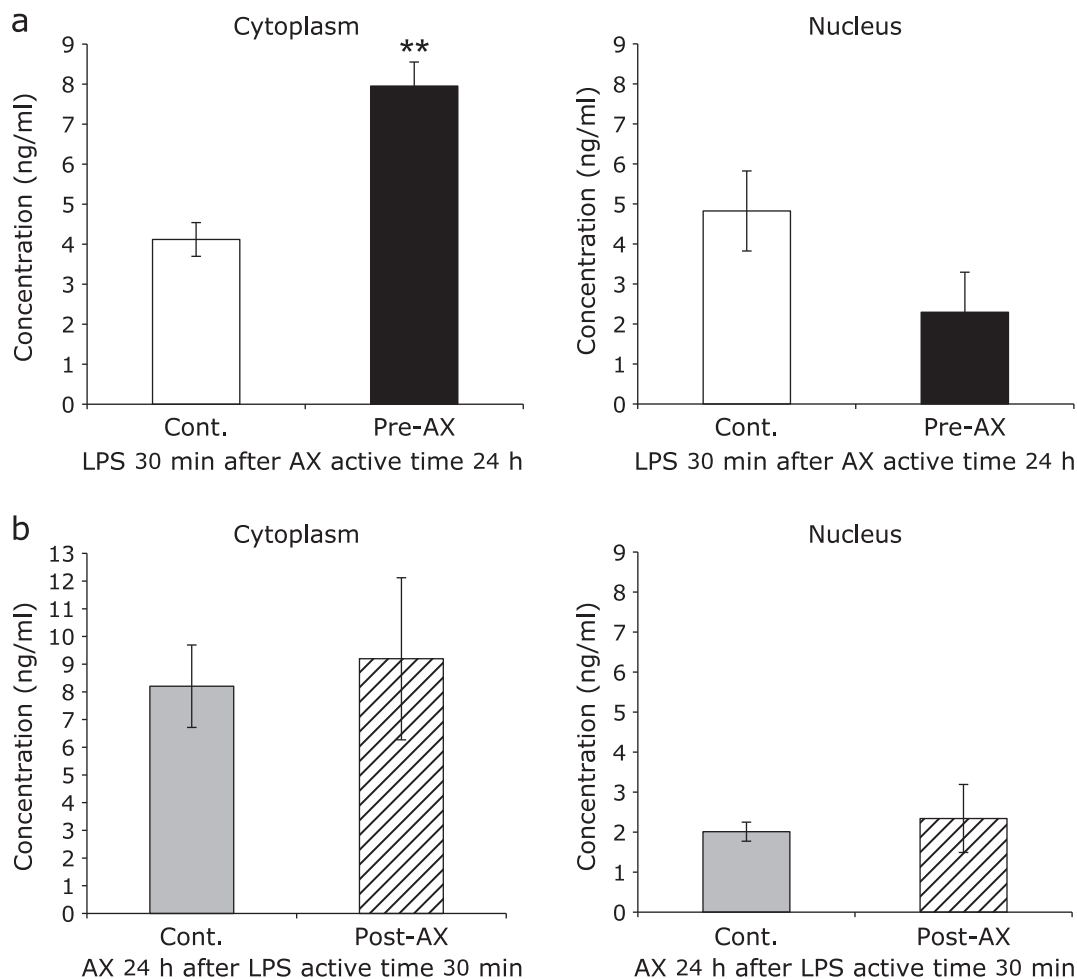 a
Cytoplasm
Nucleus
**
Concentration (ng/ml)
9
8
7
6
5
4
3
2
1
0
Cont.
Pre-AX
LPS 30 min after AX active time 24 h
Concentration (ng/ml)
9
8
7
6
5
4
3
2
1
0
Cont.
Pre-AX
LPS 30 min after AX active time 24 h
b
Cytoplasm
Nucleus
Concentration (ng/ml)
13
12
11
10
9
8
7
6
5
4
3
2
1
0
Cont.
Post-AX
AX 24 h after LPS active time 30 min
Concentration (ng/ml)
9
8
7
6
5
4
3
2
1
0
Cont.
Post-AX
AX 24 h after LPS active time 30 min